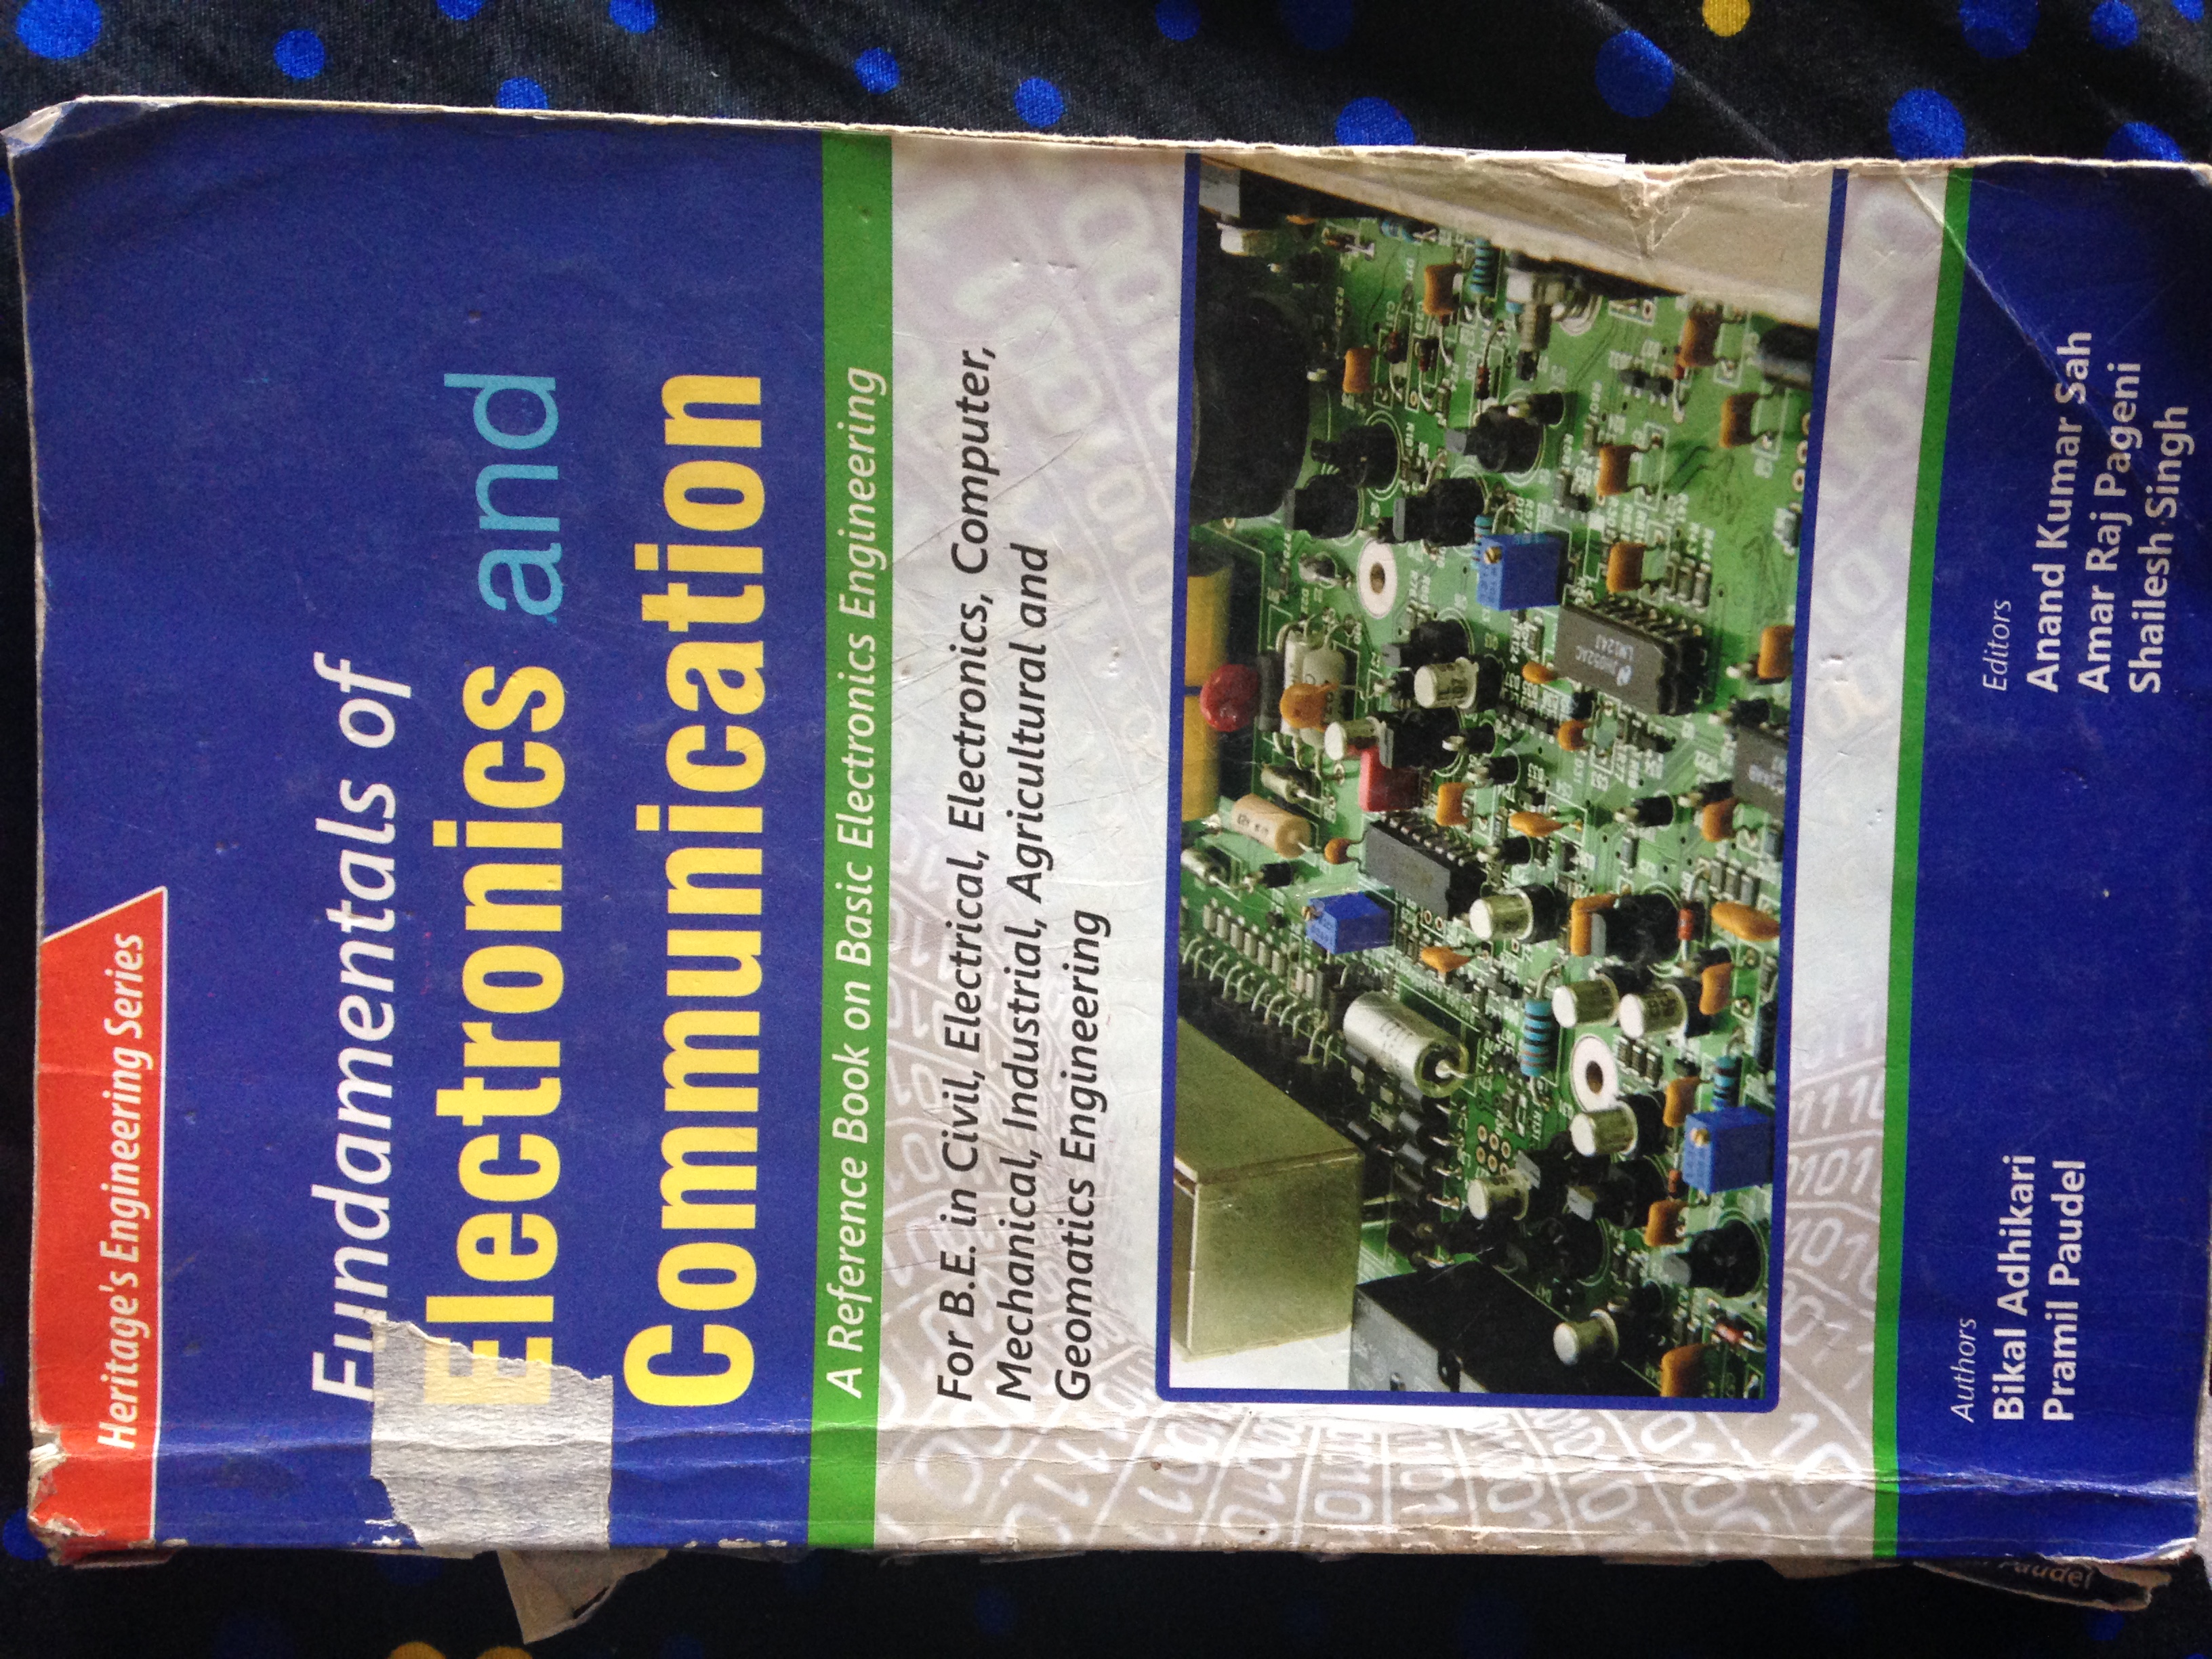 Heritage's Engineering Series
Fundamentals of
Electronics and
Communication
A Reference Book on Basic Electronics Engineering
For B.E. in Civil, Electrical, Electronics, Computer,
Mechanical, Industrial, Agricultural and
Geomatics Engineering
LM1247
Authors
Bikal Adhikari
Pramil Paudel
Editors
Anand Kumar Sah
Amar Raj Pageni
Shailesh Singh